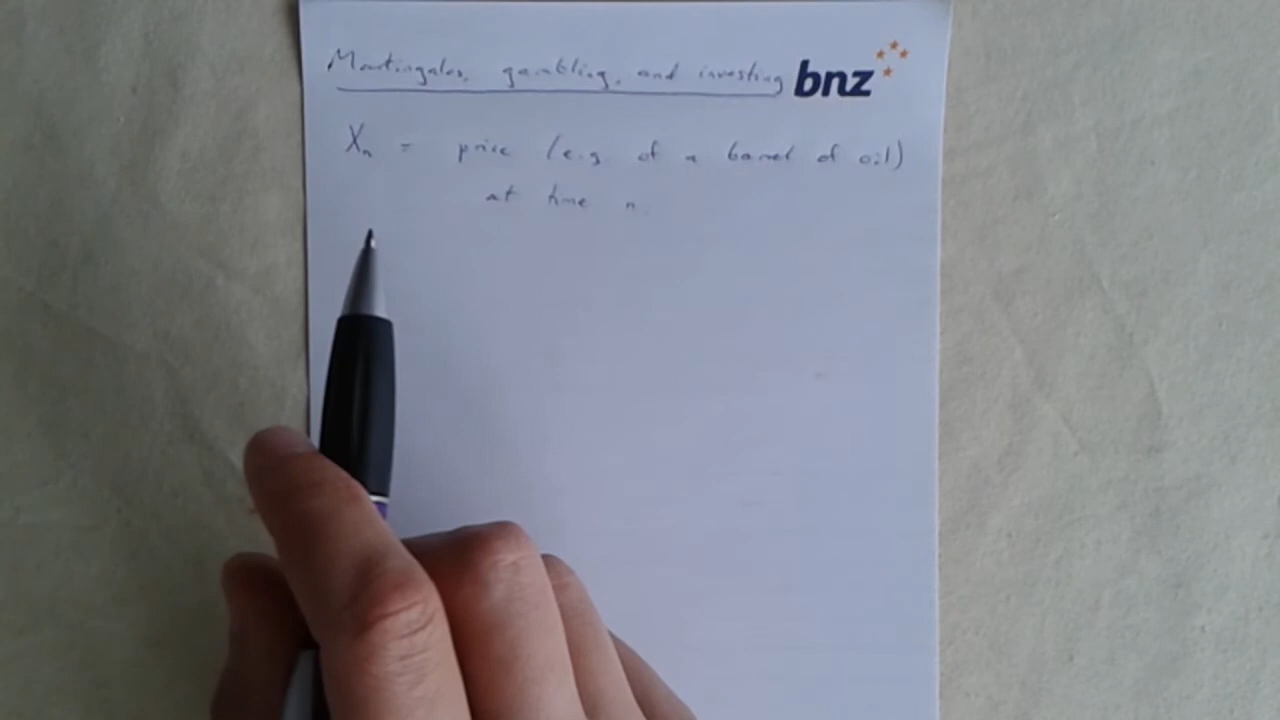 Martingales, gambling, and investing bnz
Xn = price (e.g. of a barrel of oil)
at time n.